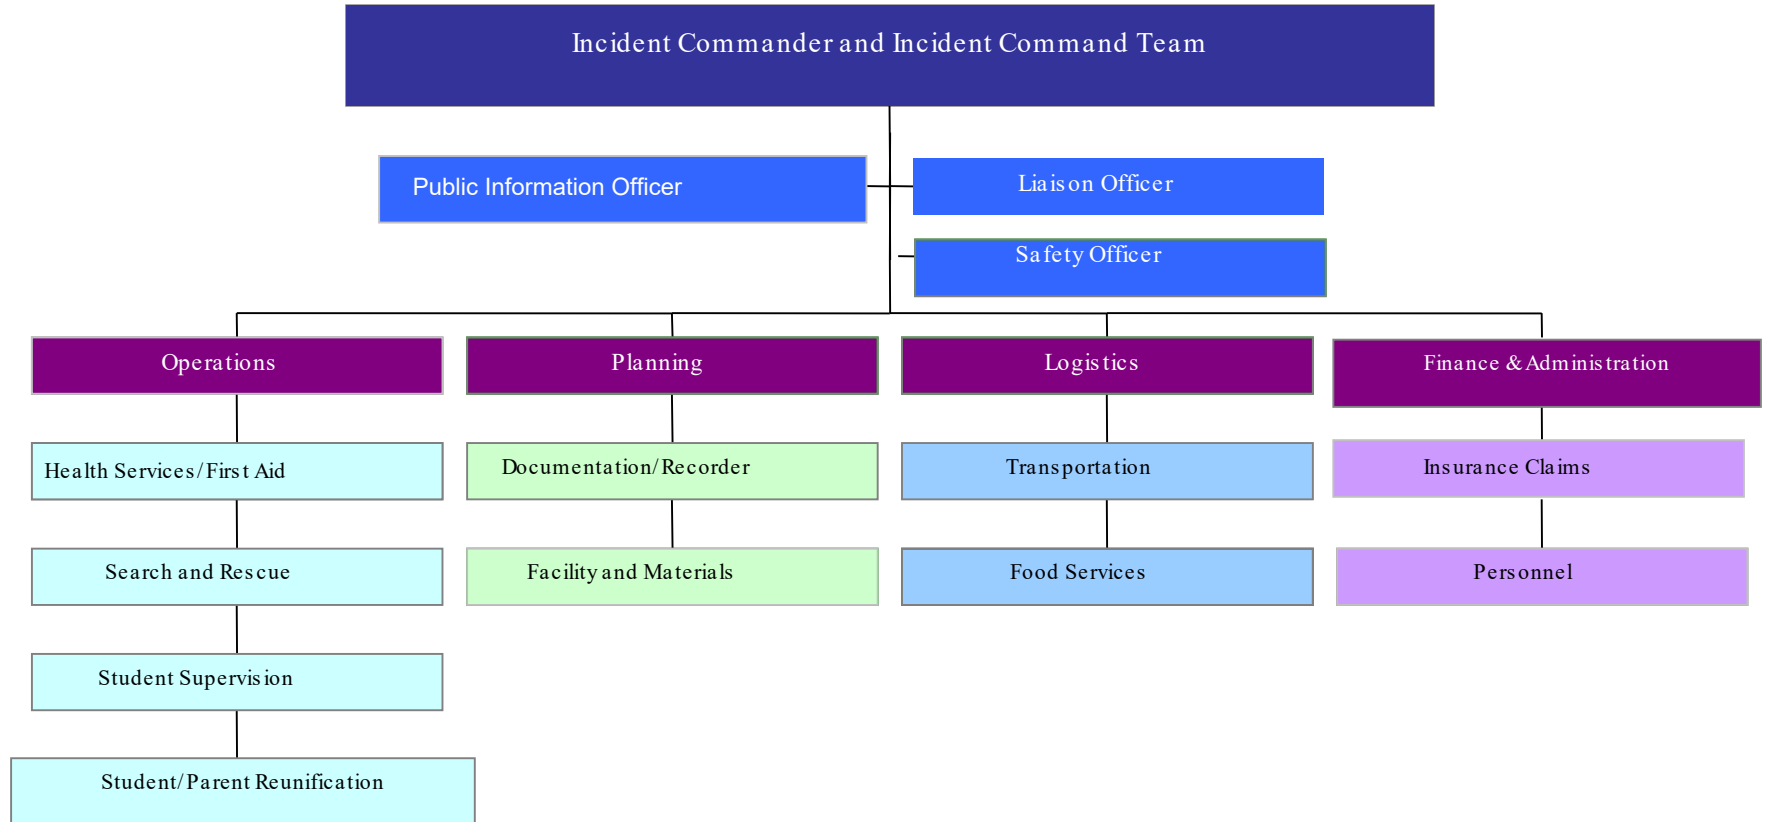 Incident Commander and Incident Command Team
Public Information Officer
Liaison Officer
Safety Officer
Operations
Planning
Logistics
Finance & Administration
Health Services/First Aid
Documentation/Recorder
Transportation
Insurance Claims
Search and Rescue
Facility and Materials
Food Services
Personnel
Student Supervision
Student/Parent Reunification